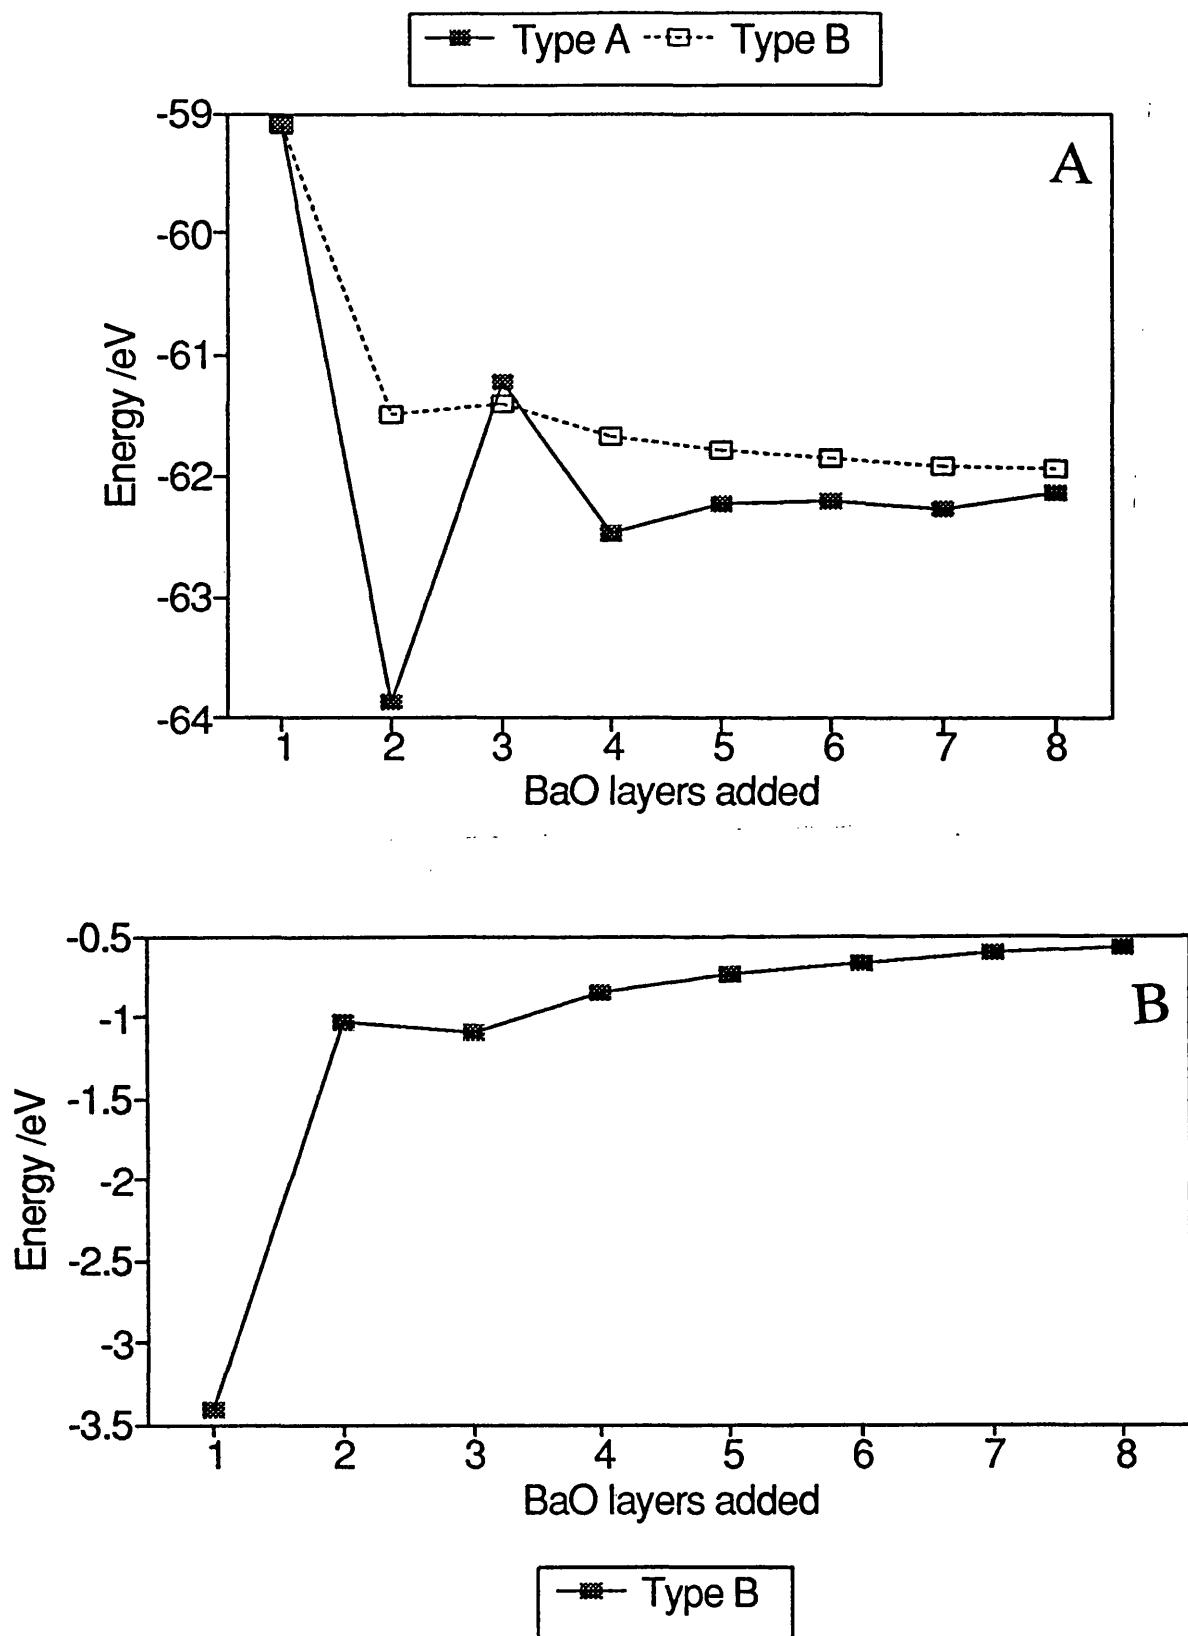 Type A Type B
A
-59
-60
-61
-62
-63
-64
Energy /eV
1 2 3 4 5 6 7 8
BaO layers added
B
-0.5
-1
-1.5
-2
-2.5
-3
-3.5
Energy /eV
1 2 3 4 5 6 7 8
BaO layers added
Type B